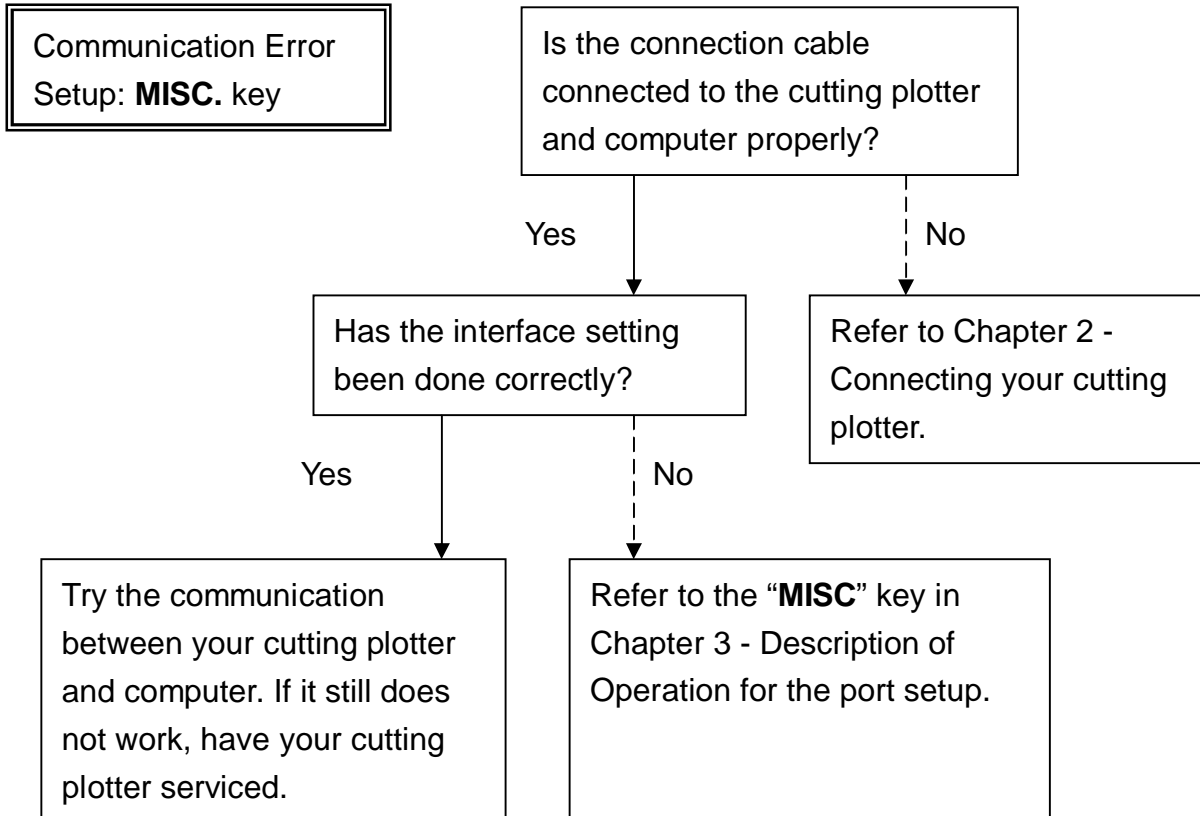 Communication Error
Setup: MISC. key
Is the connection cable
connected to the cutting plotter
and computer properly?
Yes
No
Has the interface setting
been done correctly?
Refer to Chapter 2 -
Connecting your cutting
plotter.
Yes
No
Try the communication
between your cutting plotter
and computer. If it still does
not work, have your cutting
plotter serviced.
Refer to the “MISC” key in
Chapter 3 - Description of
Operation for the port setup.